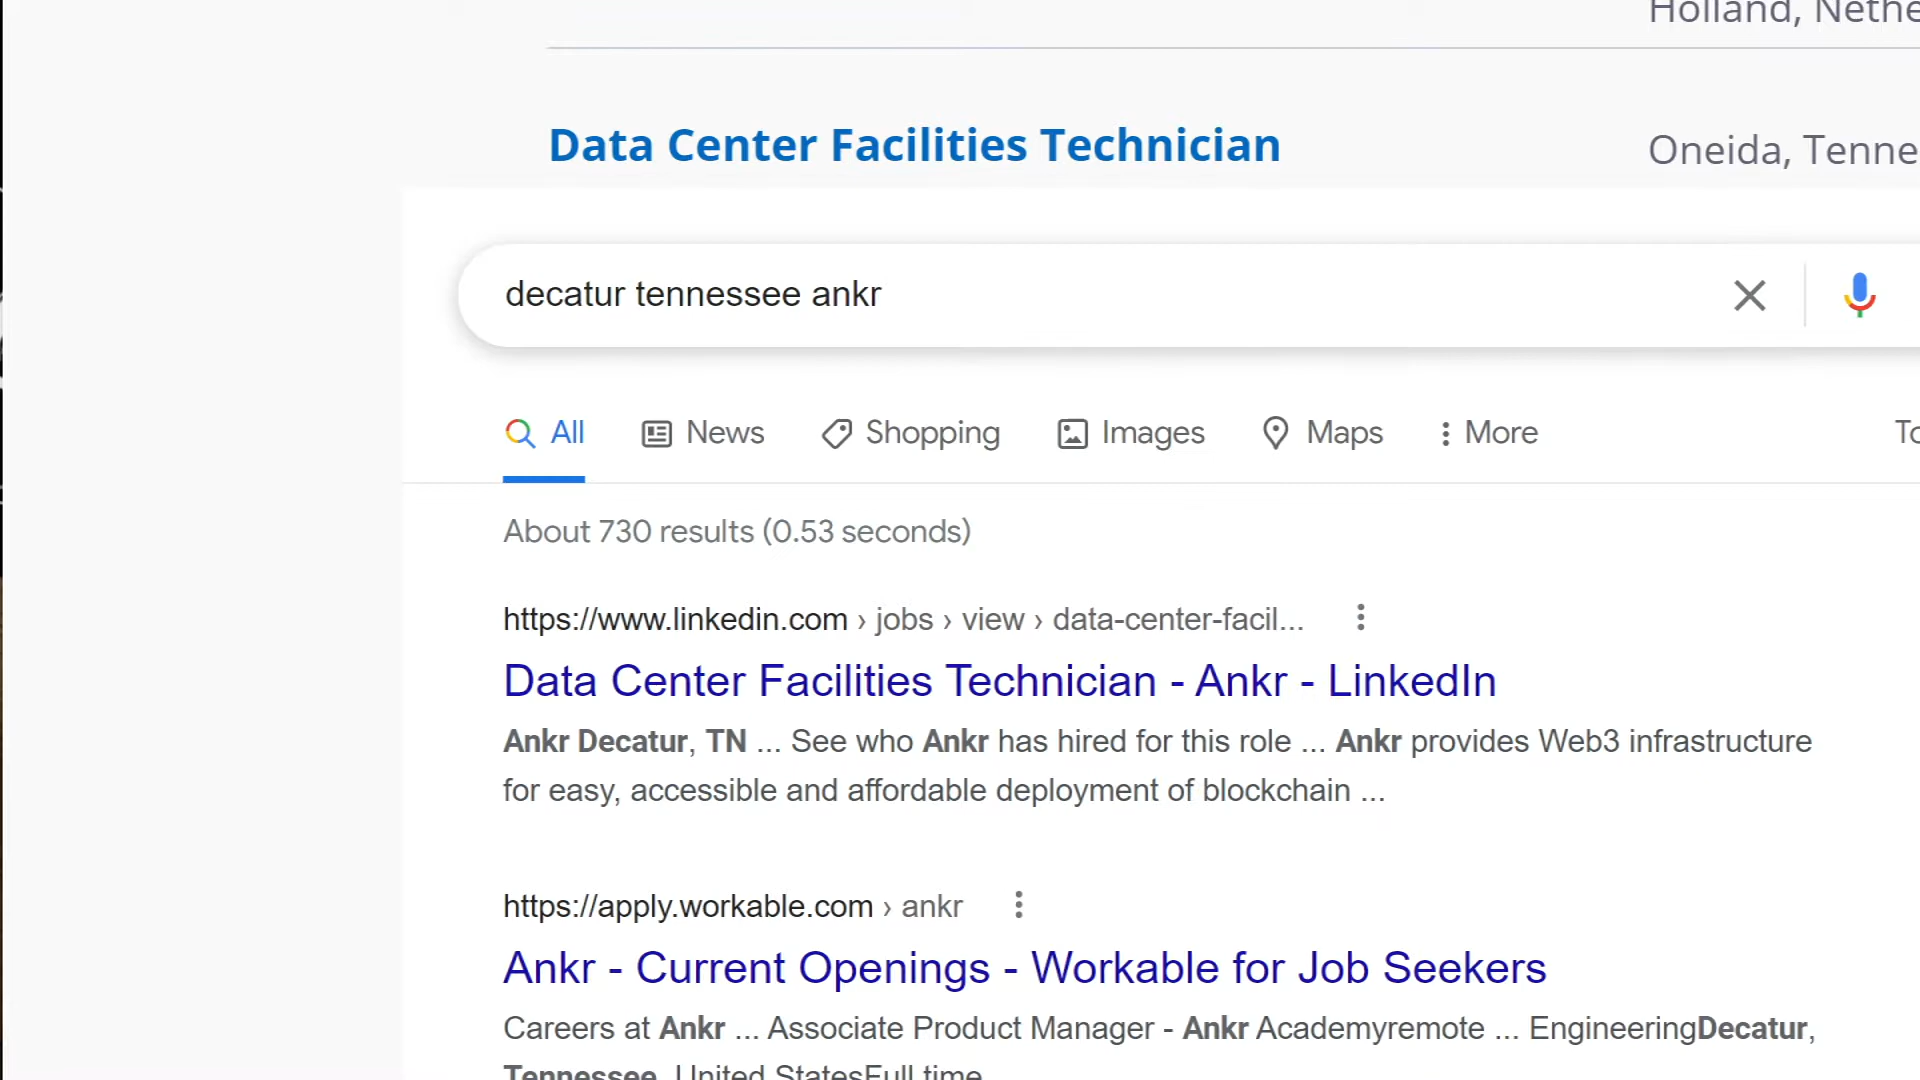 Holland, Nethe
Data Center Facilities Technician
Oneida, Tenne
decatur tennessee ankr
All
News
Shopping
Images
Maps
More
To
About 730 results (0.53 seconds)
https://www.linkedin.com › jobs › view › data-center-facil...
Data Center Facilities Technician - Ankr - LinkedIn
Ankr Decatur, TN ... See who Ankr has hired for this role ... Ankr provides Web3 infrastructure
for easy, accessible and affordable deployment of blockchain ...
https://apply.workable.com › ankr
Ankr - Current Openings - Workable for Job Seekers
Careers at Ankr ... Associate Product Manager - Ankr Academyremote ... EngineeringDecatur,
Tennessee, United StatesFull time